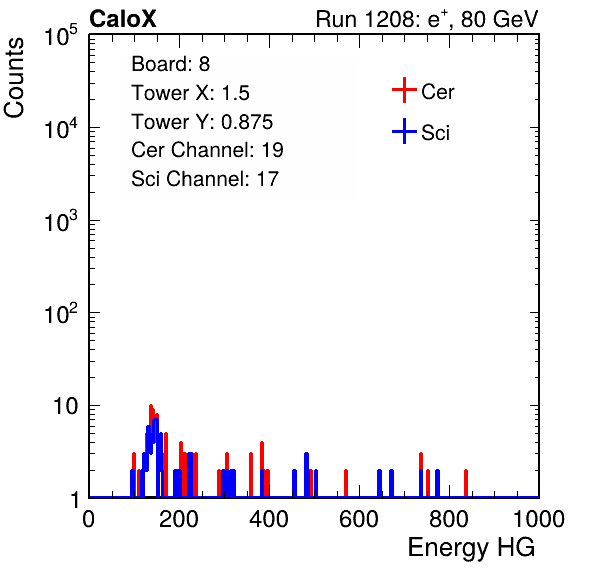 CaloX Run 1208: e⁺, 80 GeV
Counts
10⁵
10⁴
10³
10²
10
1
Board: 8
Tower X: 1.5
Tower Y: 0.875
Cer Channel: 19
Sci Channel: 17
Cer
Sci
0 200 400 600 800 1000
Energy HG